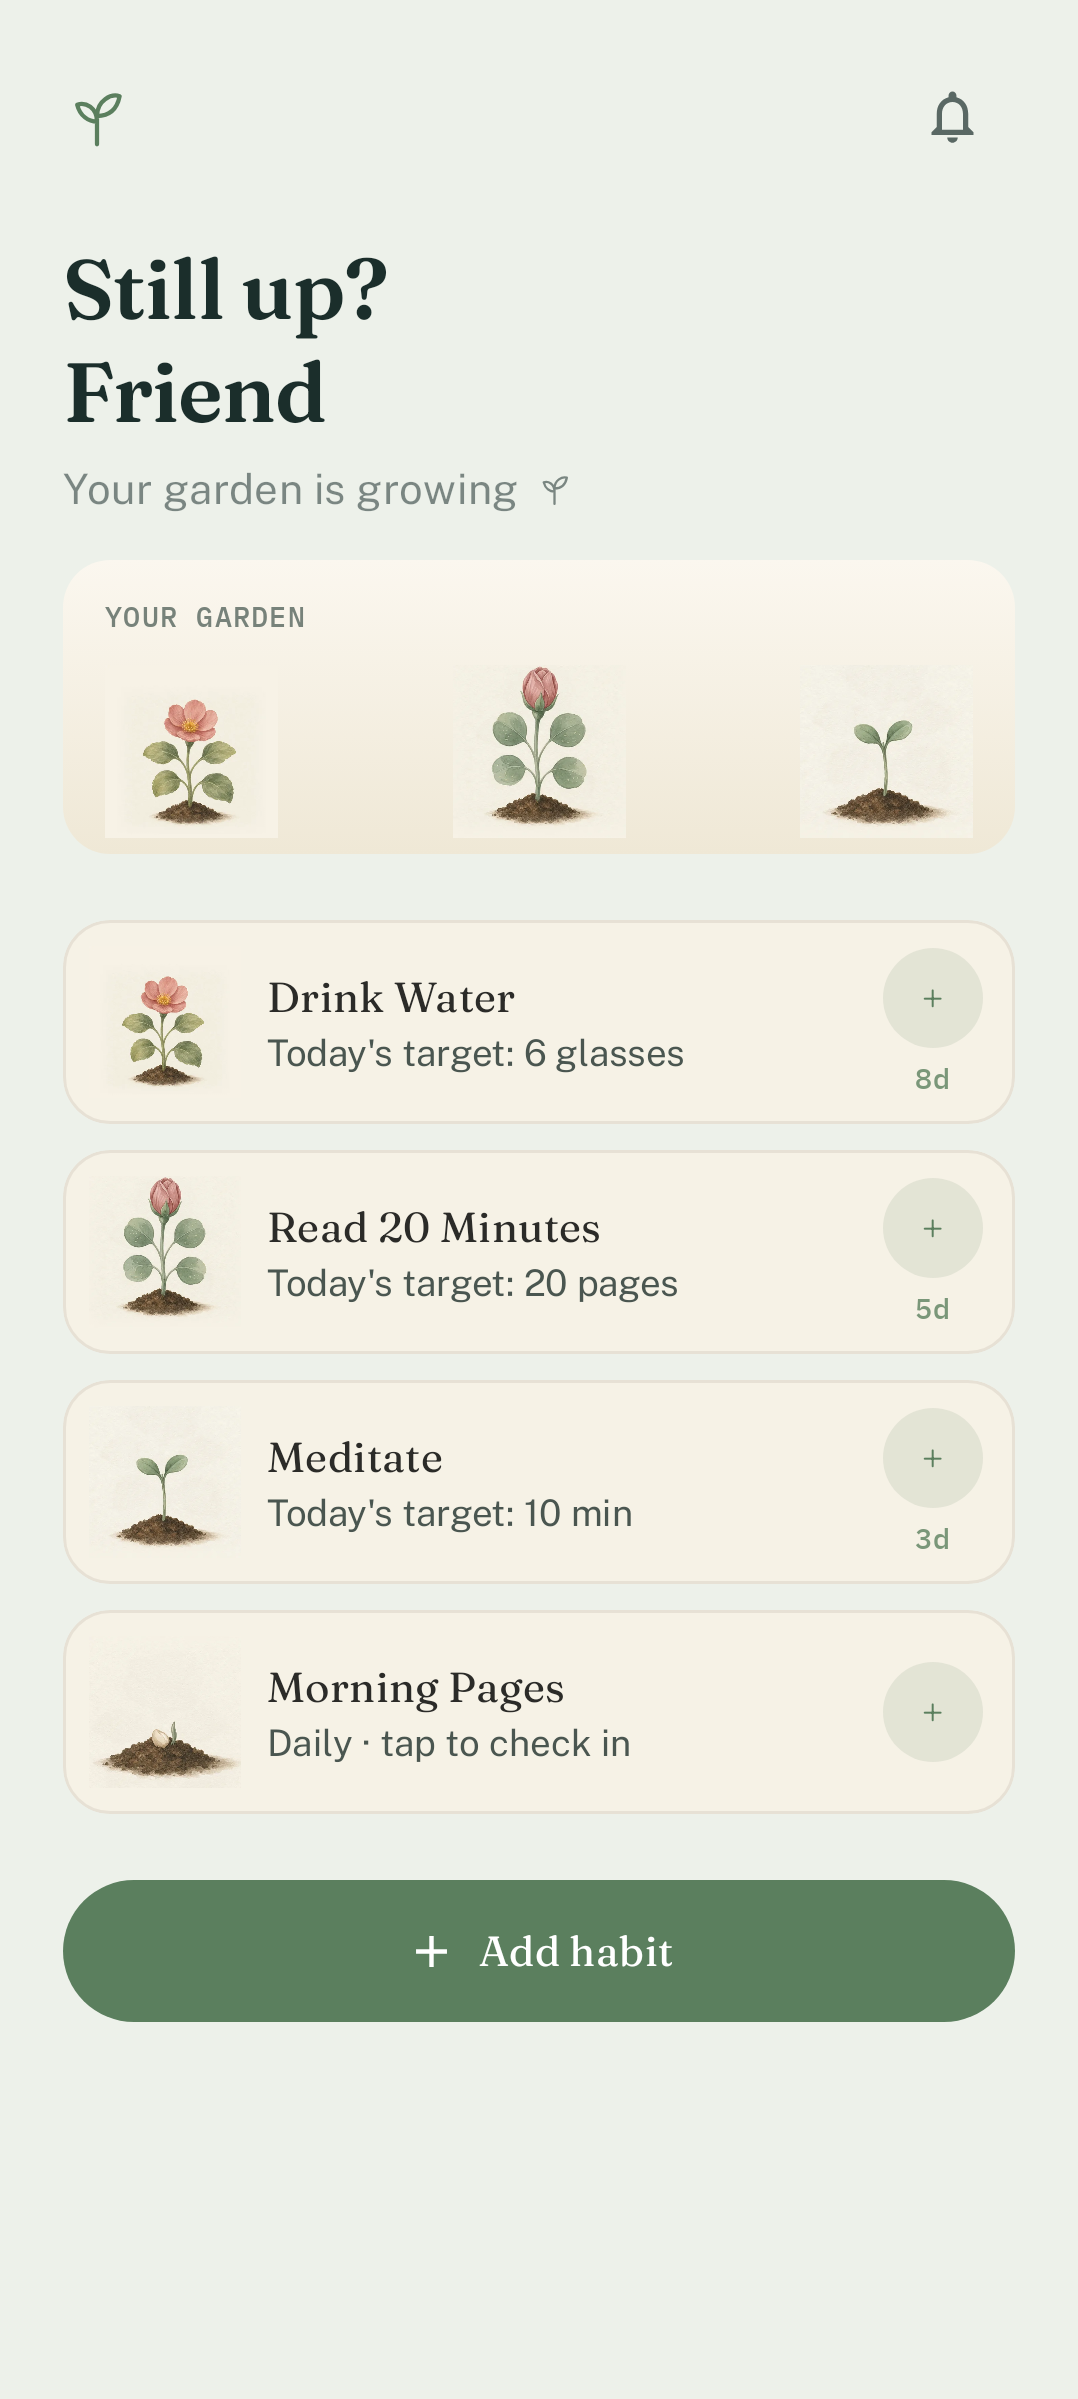 Still up?
Friend
Your garden is growing
YOUR GARDEN
Drink Water
Today's target: 6 glasses
+
8d
Read 20 Minutes
Today's target: 20 pages
+
5d
Meditate
Today's target: 10 min
+
3d
Morning Pages
Daily · tap to check in
+
+ Add habit